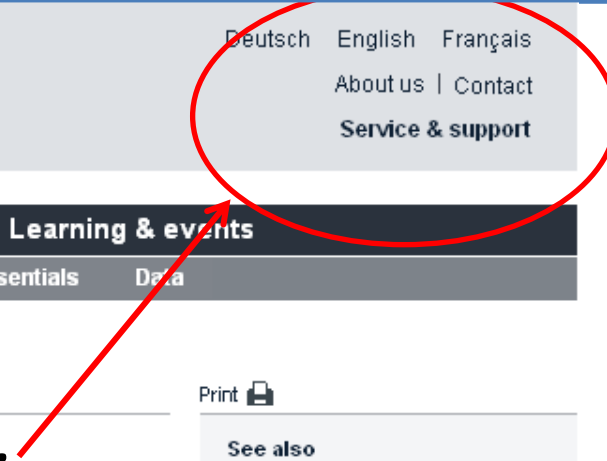 Deutsch English Français
About us | Contact
Service & support
Learning & events
sentials Data
Print
See also